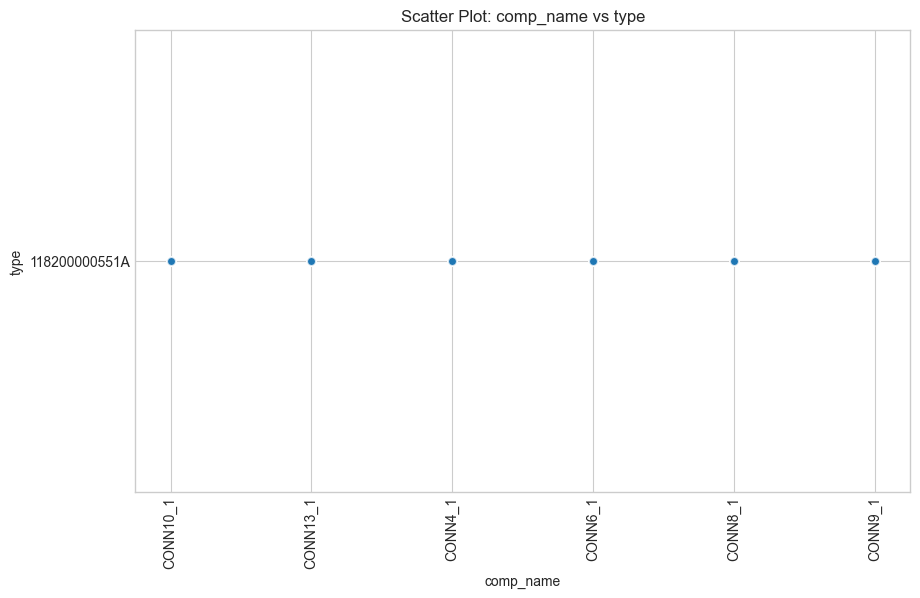 Scatter Plot: comp_name vs type
type
118200000551A
CONN10_1
CONN13_1
CONN4_1
CONN6_1
CONN8_1
CONN9_1
comp_name